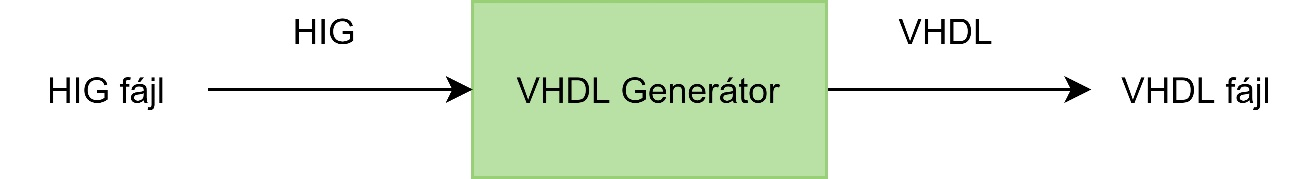 HIG
VHDL
HIG fájl
VHDL Generátor
VHDL fájl